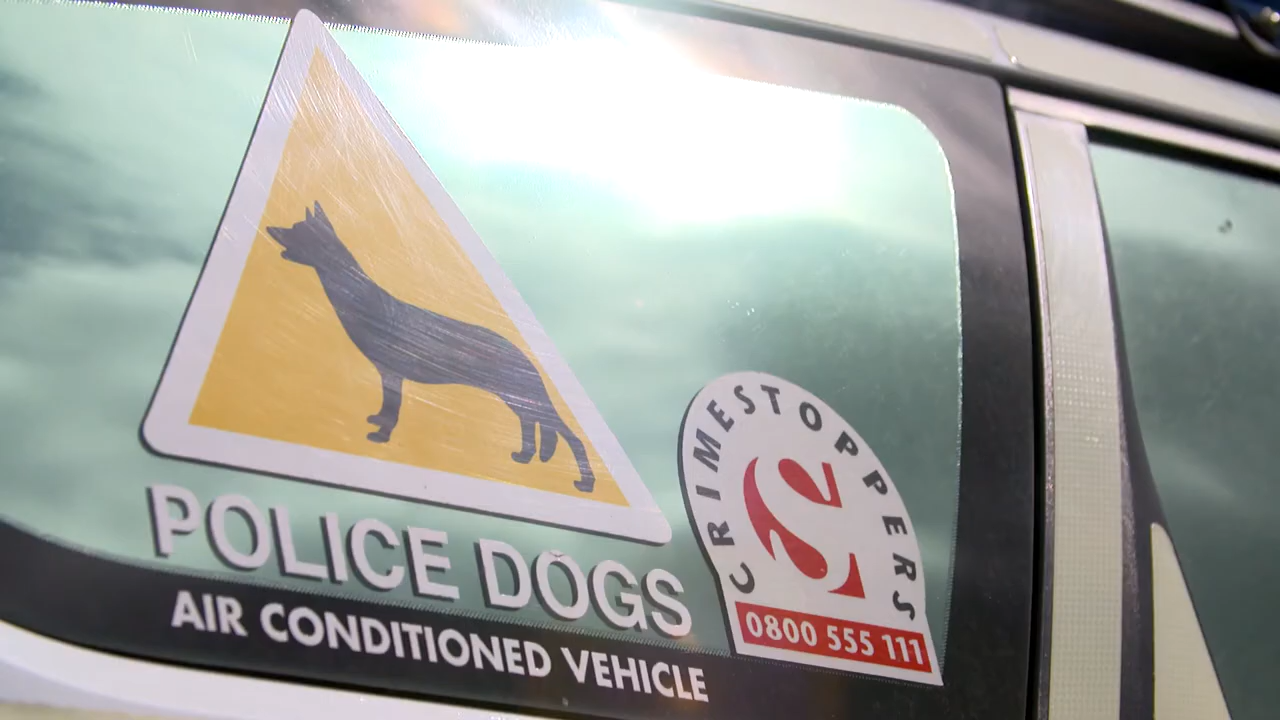 POLICE DOGS
AIR CONDITIONED VEHICLE
CRIMESTOPPERS
0800 555 111